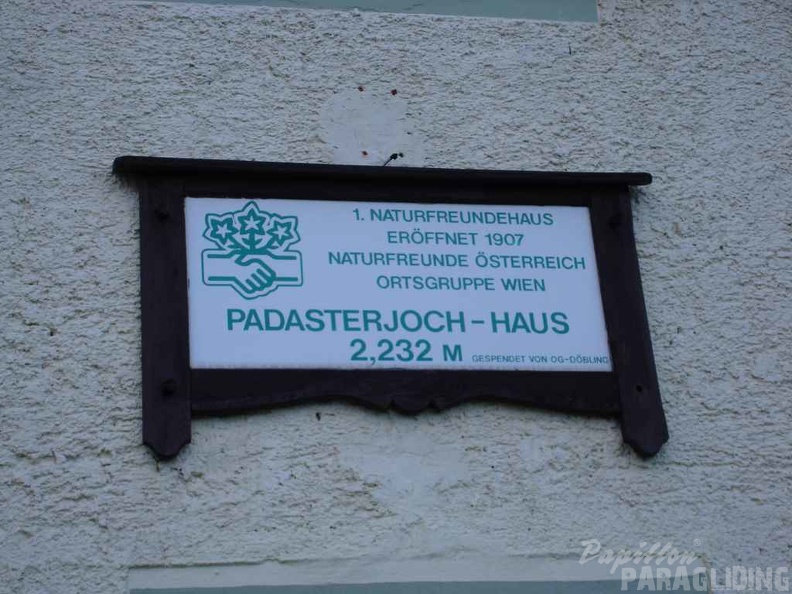 1. NATURFREUNDEHAUS
ERÖFFNET 1907
NATURFREUNDE ÖSTERREICH
ORTSGRUPPE WIEN
PADASTERJOCH - HAUS
2,232 M GESPENDET VON OG-DÖBLING
Papillon
PARAGLIDING